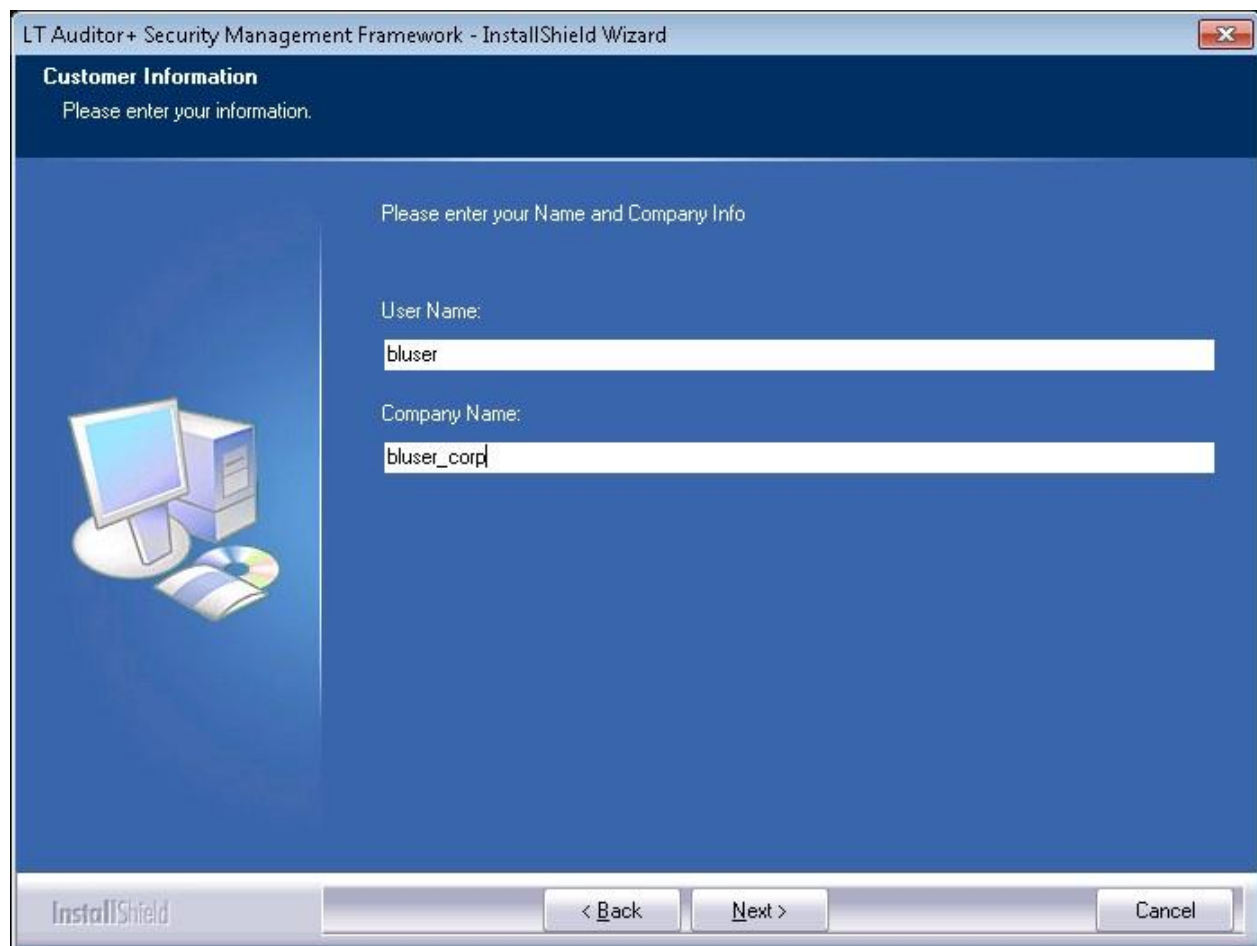 LT Auditor+ Security Management Framework - InstallShield Wizard
Customer Information
Please enter your information.
Please enter your Name and Company Info
User Name:
bluser
Company Name:
bluser_corp
InstallShield
< Back
Next >
Cancel